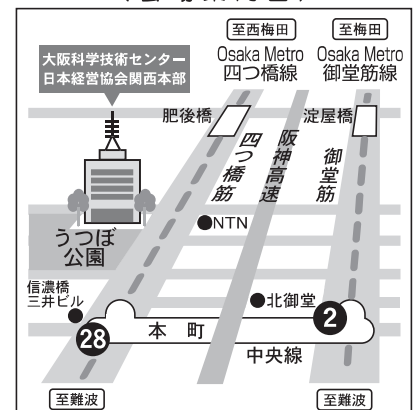 至西梅田
至梅田
Osaka Metro
四つ橋線
Osaka Metro
御堂筋線
大阪科学技術センター
日本経営協会関西本部
肥後橋
淀屋橋
四つ橋筋
阪神高速
御堂筋
うつぼ
公園
●NTN
信濃橋
三井ビル
●北御堂
28
本町
2
中央線
至難波
至難波